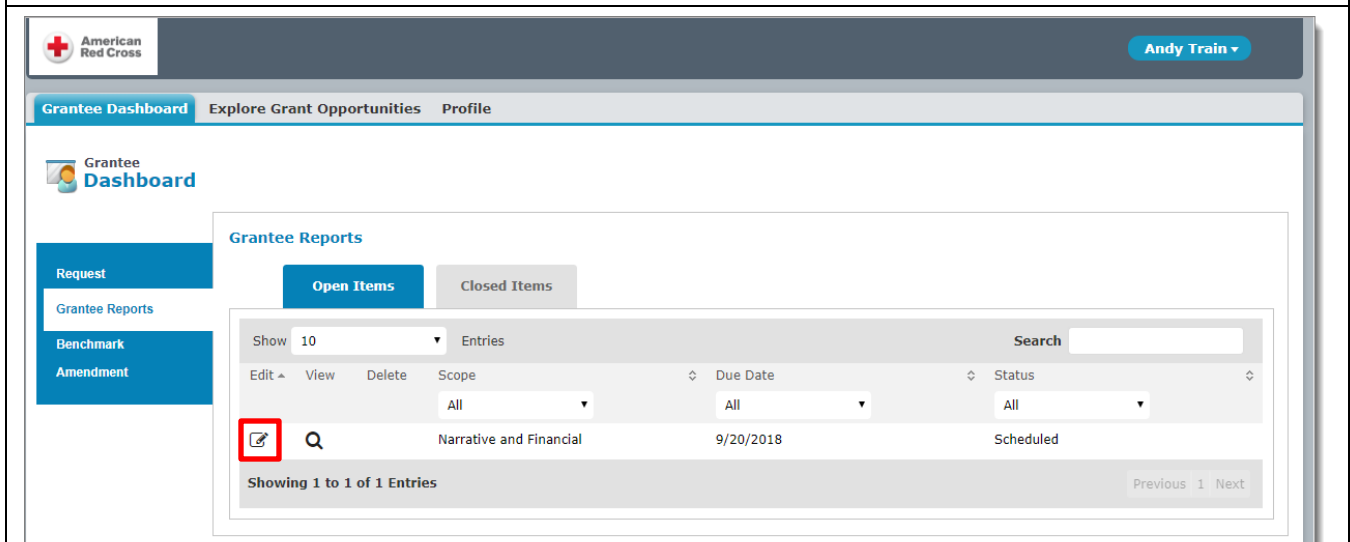 American
Red Cross
Andy Train
Grantee Dashboard Explore Grant Opportunities Profile
Grantee
Dashboard
Request
Grantee Reports
Benchmark
Amendment
Grantee Reports
Open Items Closed Items
Show 10 Entries Search
Edit View Delete Scope Due Date Status
All All All
Narrative and Financial 9/20/2018 Scheduled
Showing 1 to 1 of 1 Entries Previous 1 Next